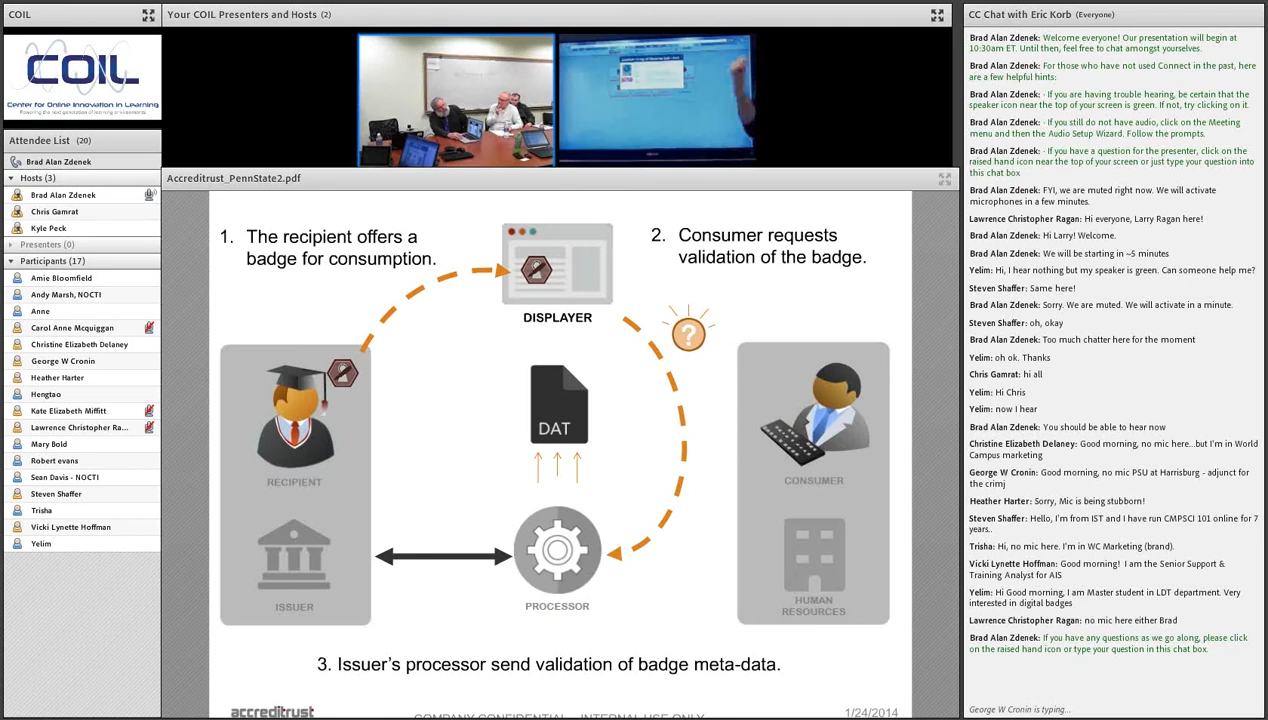 COIL
COIL
Center for Online Innovation in Learning
Powering the next generation of learning environments.
Attendee List (20)
Brad Alan Zdenek
Hosts (3)
Brad Alan Zdenek
Chris Gamrat
Kyle Peck
Presenters (0)
Participants (17)
Amie Bloomfield
Andy Marsh, NOCTI
Anne
Carol Anne Mcquiggan
Christine Elizabeth Delaney
George W Cronin
Heather Harter
Hengtao
Kate Elizabeth Miffitt
Lawrence Christopher Ra...
Mary Bold
Robert evans
Sean Davis - NOCTI
Steven Shaffer
Trisha
Vicki Lynette Hoffman
Yelim
Your COIL Presenters and Hosts (2)
Accreditrust_PennState2.pdf
1. The recipient offers a
badge for consumption.
2. Consumer requests
validation of the badge.
DISPLAYER
?
DAT
RECIPIENT
CONSUMER
ISSUER
PROCESSOR
HUMAN
RESOURCES
3. Issuer's processor send validation of badge meta-data.
accreditrust
COMPANY CONFIDENTIAL - INTERNAL USE ONLY
1/24/2014
CC Chat with Eric Korb (Everyone)
Brad Alan Zdenek: Welcome everyone! Our presentation will begin at
10:30am ET. Until then, feel free to chat amongst yourselves.
Brad Alan Zdenek: For those who have not used Connect in the past, here
are a few helpful hints:
Brad Alan Zdenek: · If you are having trouble hearing, be certain that the
speaker icon near the top of your screen is green. If not, try clicking on it.
Brad Alan Zdenek: · If you still do not have audio, click on the Meeting
menu and then the Audio Setup Wizard. Follow the prompts.
Brad Alan Zdenek: · If you have a question for the presenter, click on the
raised hand icon near the top of your screen or just type your question into
this chat box
Brad Alan Zdenek: FYI, we are muted right now. We will activate
microphones in a few minutes.
Lawrence Christopher Ragan: Hi everyone, Larry Ragan here!
Brad Alan Zdenek: Hi Larry! Welcome.
Brad Alan Zdenek: We will be starting in ~5 minutes
Yelim: Hi, I hear nothing but my speaker is green. Can someone help me?
Steven Shaffer: Same here!
Brad Alan Zdenek: Sorry. We are muted. We will activate in a minute.
Steven Shaffer: oh, okay
Brad Alan Zdenek: Too much chatter here for the moment
Yelim: oh ok. Thanks
Chris Gamrat: hi all
Yelim: Hi Chris
Yelim: now I hear
Brad Alan Zdenek: You should be able to hear now
Christine Elizabeth Delaney: Good morning, no mic here...but I'm in World
Campus marketing
George W Cronin: Good morning, no mic PSU at Harrisburg - adjunct for
the crimj
Heather Harter: Sorry, Mic is being stubborn!
Steven Shaffer: Hello, I'm from IST and I have run CMPSCI 101 online for 7
years..
Trisha: Hi, no mic here. I'm in WC Marketing (brand).
Vicki Lynette Hoffman: Good morning! I am the Senior Support &
Training Analyst for AIS
Yelim: Hi Good morning, I am Master student in LDT department. Very
interested in digital badges
Lawrence Christopher Ragan: no mic here either Brad
Brad Alan Zdenek: If you have any questions as we go along, please click
on the raised hand icon or type your question in this chat box.
George W Cronin is typing...